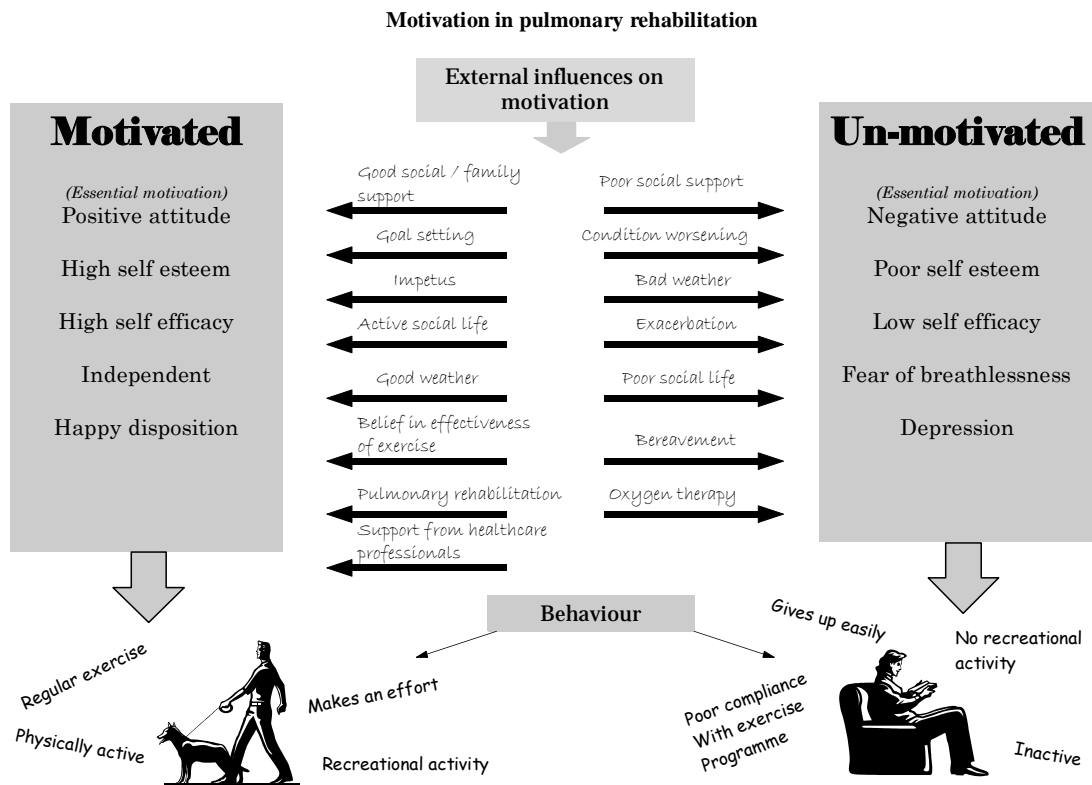 Motivation in pulmonary rehabilitation
External influences on
motivation
Motivated
(Essential motivation)
Positive attitude
High self esteem
High self efficacy
Independent
Happy disposition
Good social / family
support
Goal setting
Impetus
Active social life
Good weather
Belief in effectiveness
of exercise
Pulmonary rehabilitation
Support from healthcare
professionals
Poor social support
Condition worsening
Bad weather
Exacerbation
Poor social life
Bereavement
Oxygen therapy
Un-motivated
(Essential motivation)
Negative attitude
Poor self esteem
Low self efficacy
Fear of breathlessness
Depression
Behaviour
Regular exercise
Physically active
Makes an effort
Recreational activity
Gives up easily
No recreational
activity
Poor compliance
With exercise
Programme
Inactive